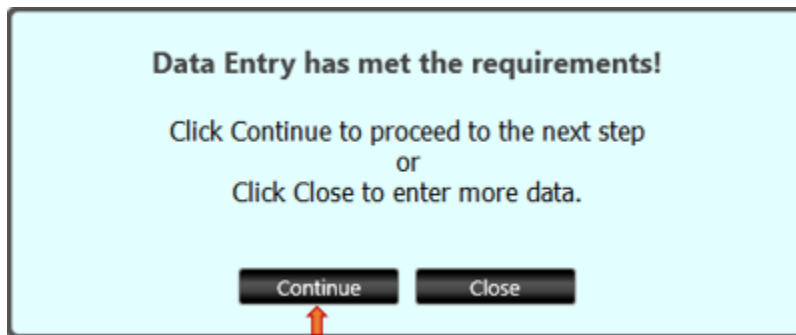 Data Entry has met the requirements!
Click Continue to proceed to the next step
or
Click Close to enter more data.
Continue Close